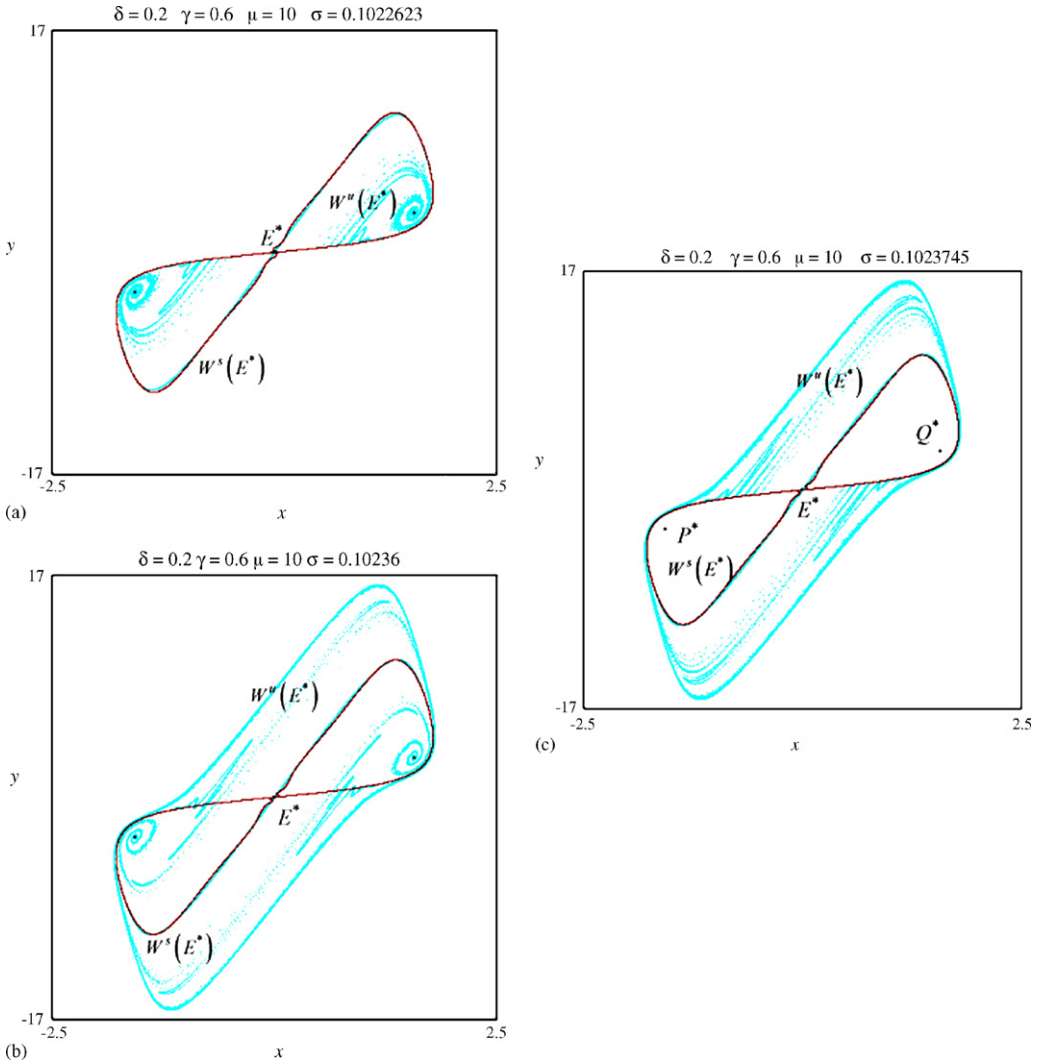 δ = 0.2 γ = 0.6 μ = 10 σ = 0.1022623
17
W^u(E*)
E*
y
W^s(E*)
-17
-2.5 2.5
(a) x
δ = 0.2 γ = 0.6 μ = 10 σ = 0.10236
17
W^u(E*)
y
E*
W^s(E*)
-17
-2.5 2.5
(b) x
δ = 0.2 γ = 0.6 μ = 10 σ = 0.1023745
17
W^u(E*)
Q*
y
E*
P*
W^s(E*)
-17
-2.5 2.5
(c) x